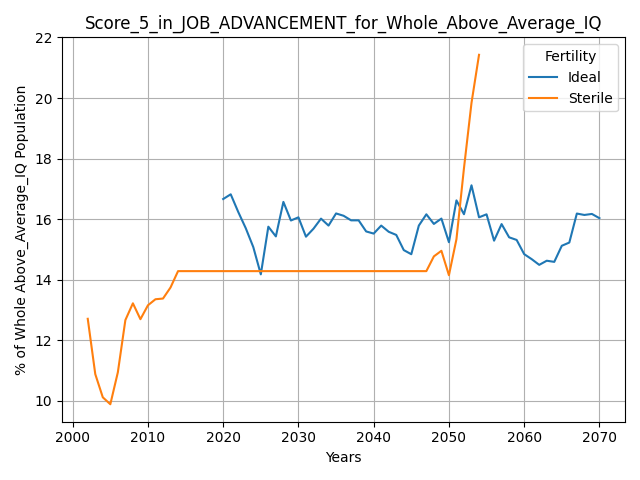 Score_5_in_JOB_ADVANCEMENT_for_Whole_Above_Average_IQ
% of Whole Above_Average_IQ Population
22
20
18
16
14
12
10
Fertility
Ideal
Sterile
2000 2010 2020 2030 2040 2050 2060 2070
Years